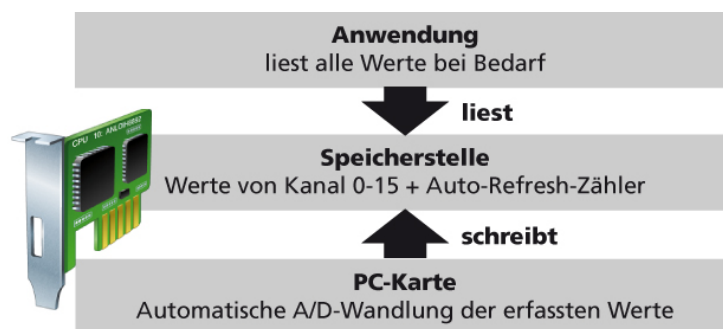 Anwendung
liest alle Werte bei Bedarf
liest
Speicherstelle
Werte von Kanal 0-15 + Auto-Refresh-Zähler
schreibt
PC-Karte
Automatische A/D-Wandlung der erfassten Werte